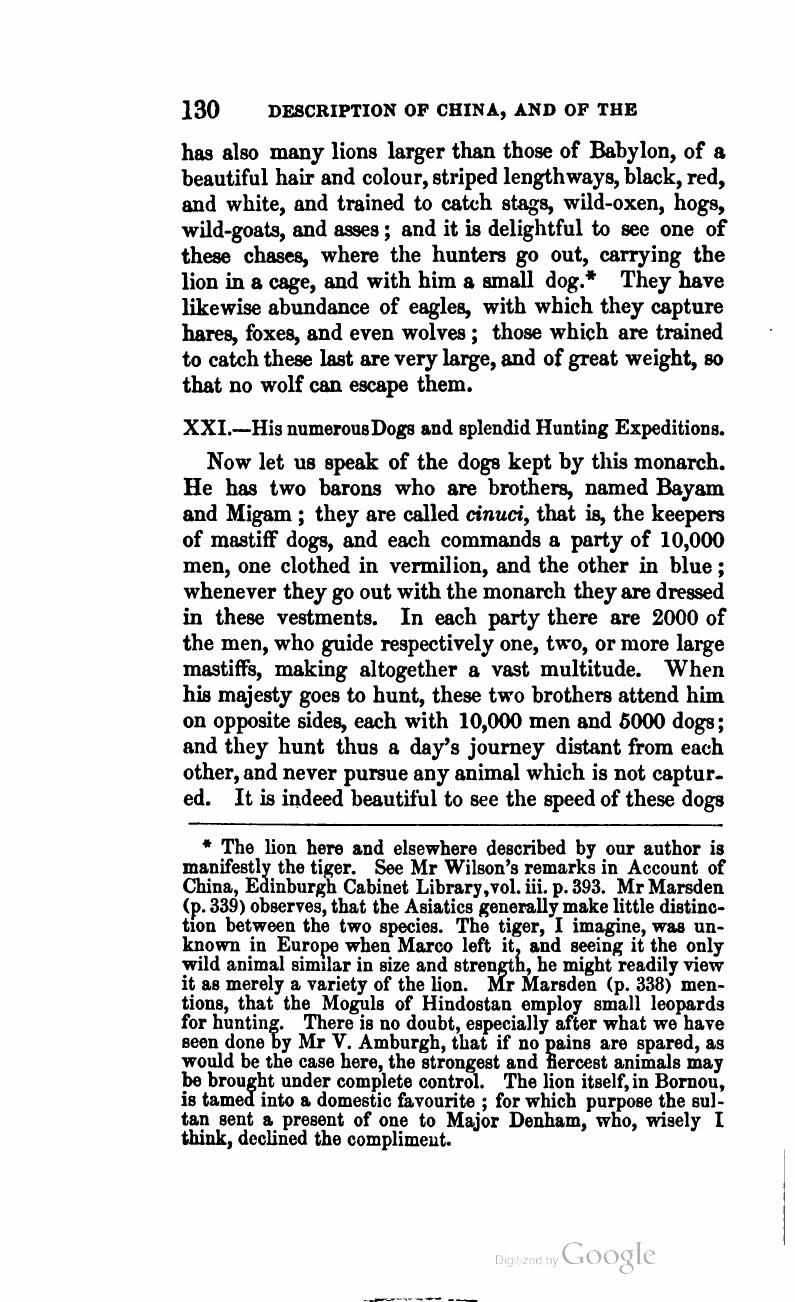 130 DESCRIPTION OF CHINA, AND OF THE
has also many lions larger than those of Babylon, of a
beautiful hair and colour, striped lengthways, black, red,
and white, and trained to catch stags, wild-oxen, hogs,
wild-goats, and asses ; and it is delightful to see one of
these chases, where the hunters go out, carrying the
lion in a cage, and with him a small dog.* They have
likewise abundance of eagles, with which they capture
hares, foxes, and even wolves ; those which are trained
to catch these last are very large, and of great weight, so
that no wolf can escape them.
XXI.—His numerous Dogs and splendid Hunting Expeditions.
Now let us speak of the dogs kept by this monarch.
He has two barons who are brothers, named Bayam
and Migam ; they are called cinuci, that is, the keepers
of mastiff dogs, and each commands a party of 10,000
men, one clothed in vermilion, and the other in blue ;
whenever they go out with the monarch they are dressed
in these vestments. In each party there are 2000 of
the men, who guide respectively one, two, or more large
mastiffs, making altogether a vast multitude. When
his majesty goes to hunt, these two brothers attend him
on opposite sides, each with 10,000 men and 5000 dogs ;
and they hunt thus a day's journey distant from each
other, and never pursue any animal which is not captur-
ed. It is indeed beautiful to see the speed of these dogs
* The lion here and elsewhere described by our author is
manifestly the tiger. See Mr Wilson's remarks in Account of
China, Edinburgh Cabinet Library, vol. iii. p. 393. Mr Marsden
(p. 339) observes, that the Asiatics generally make little distinc-
tion between the two species. The tiger, I imagine, was un-
known in Europe when Marco left it, and seeing it the only
wild animal similar in size and strength, he might readily view
it as merely a variety of the lion. Mr Marsden (p. 338) men-
tions, that the Moguls of Hindostan employ small leopards
for hunting. There is no doubt, especially after what we have
seen done by Mr V. Amburgh, that if no pains are spared, as
would be the case here, the strongest and fiercest animals may
be brought under complete control. The lion itself, in Bornou,
is tamed into a domestic favourite ; for which purpose the sul-
tan sent a present of one to Major Denham, who, wisely I
think, declined the compliment.
Digitized by Google